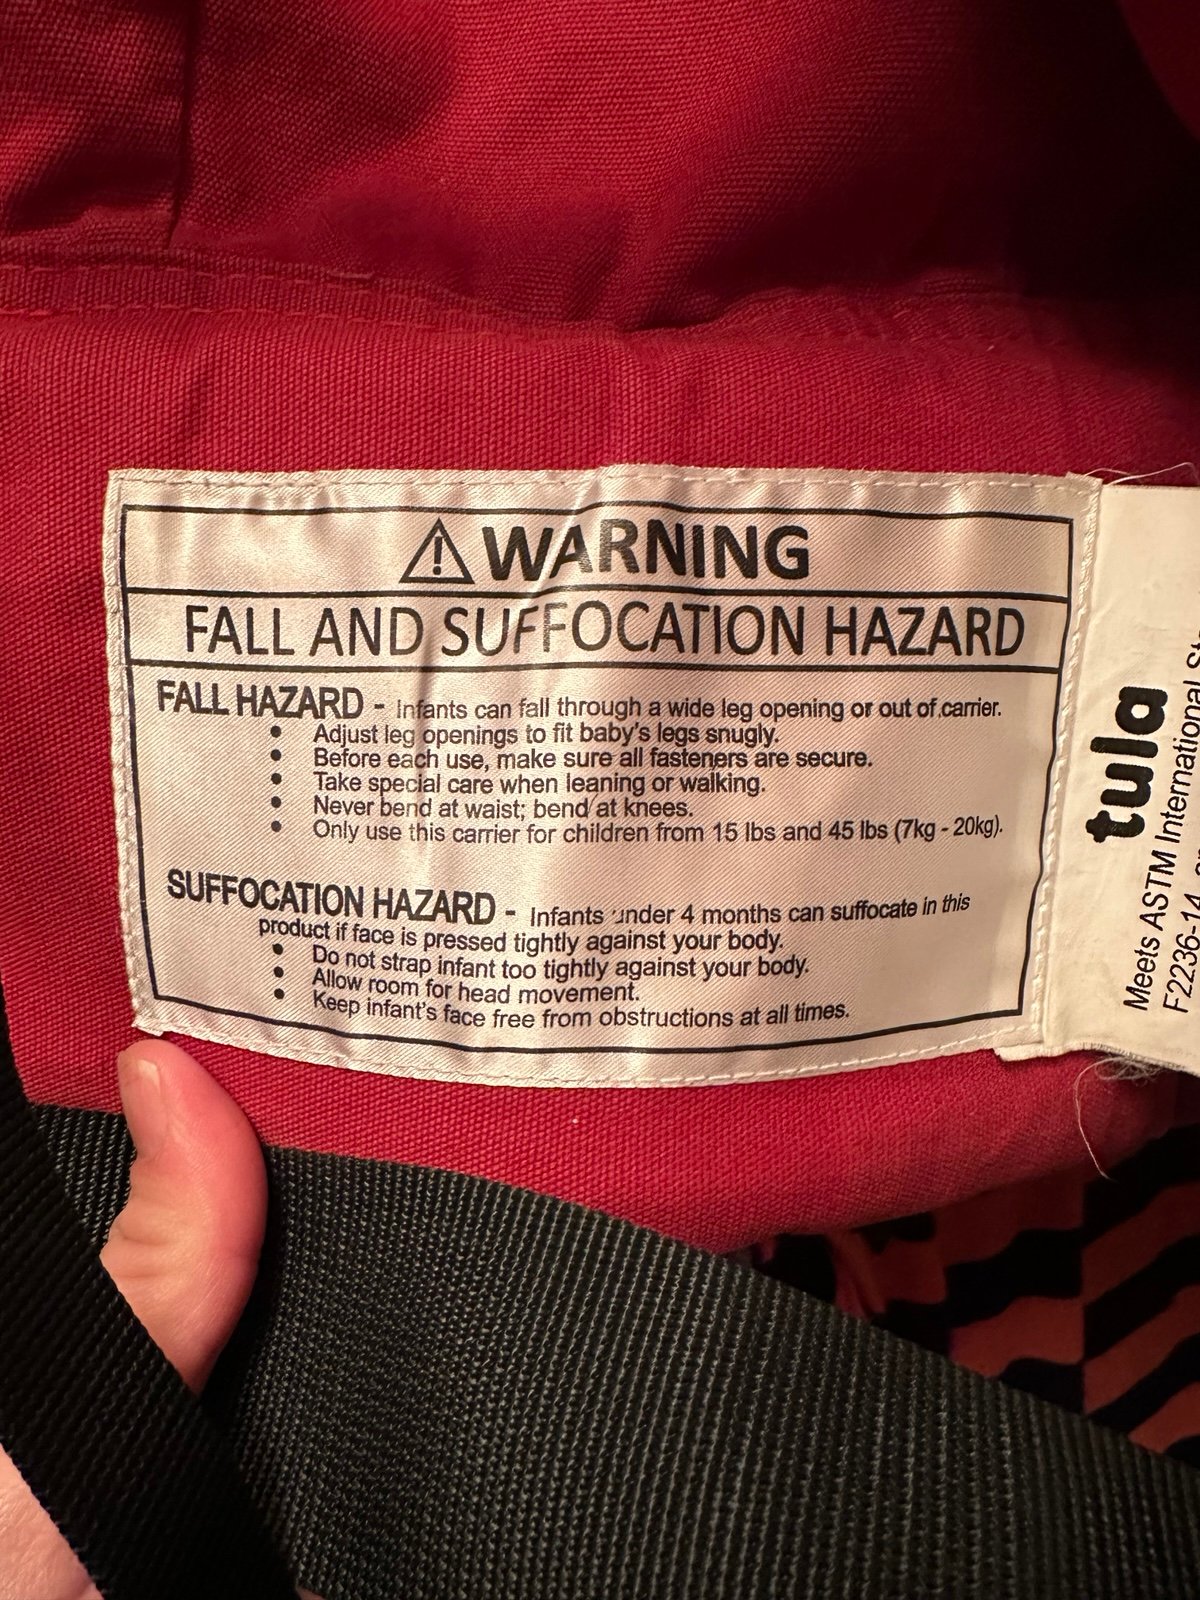 WARNING
FALL AND SUFFOCATION HAZARD
FALL HAZARD - Infants can fall through a wide leg opening or out of carrier.
• Adjust leg openings to fit baby's legs snugly.
• Before each use, make sure all fasteners are secure.
• Take special care when leaning or walking.
• Never bend at waist; bend at knees.
• Only use this carrier for children from 15 lbs and 45 lbs (7kg - 20kg).
SUFFOCATION HAZARD - Infants under 4 months can suffocate in this
product if face is pressed tightly against your body.
• Do not strap infant too tightly against your body.
• Allow room for head movement.
• Keep infant's face free from obstructions at all times.
tula
Meets ASTM International
F2236-14